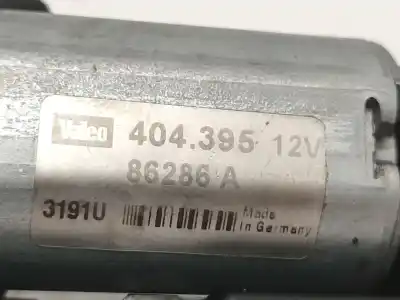 Valeo 404.395 12V
86286 A
3191U Made
in Germany